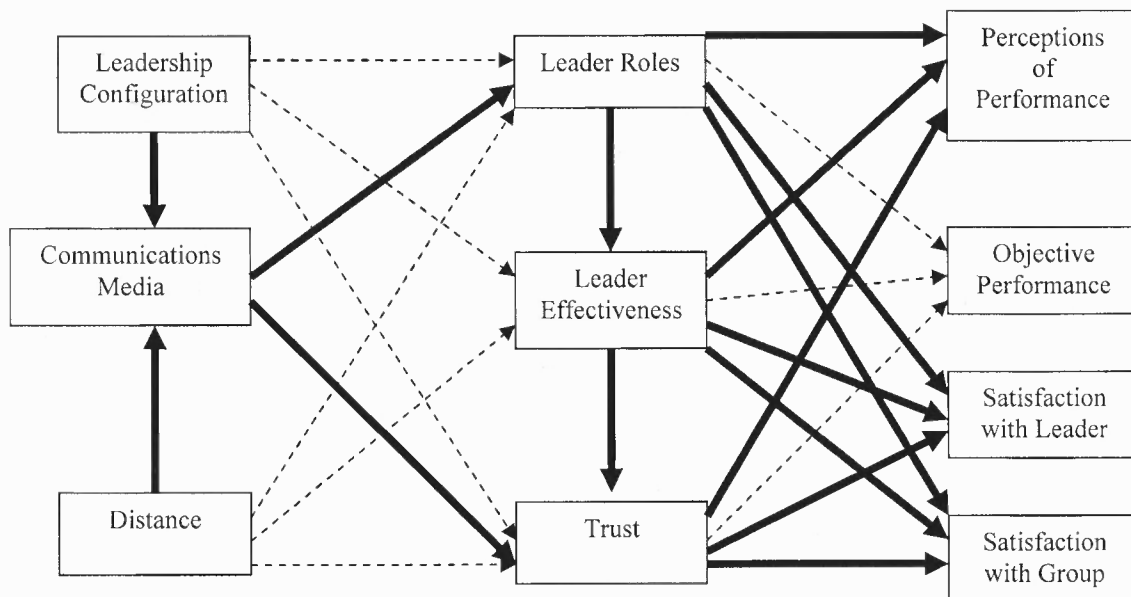 Leadership
Configuration
Communications
Media
Distance
Leader Roles
Leader
Effectiveness
Trust
Perceptions
of
Performance
Objective
Performance
Satisfaction
with Leader
Satisfaction
with Group